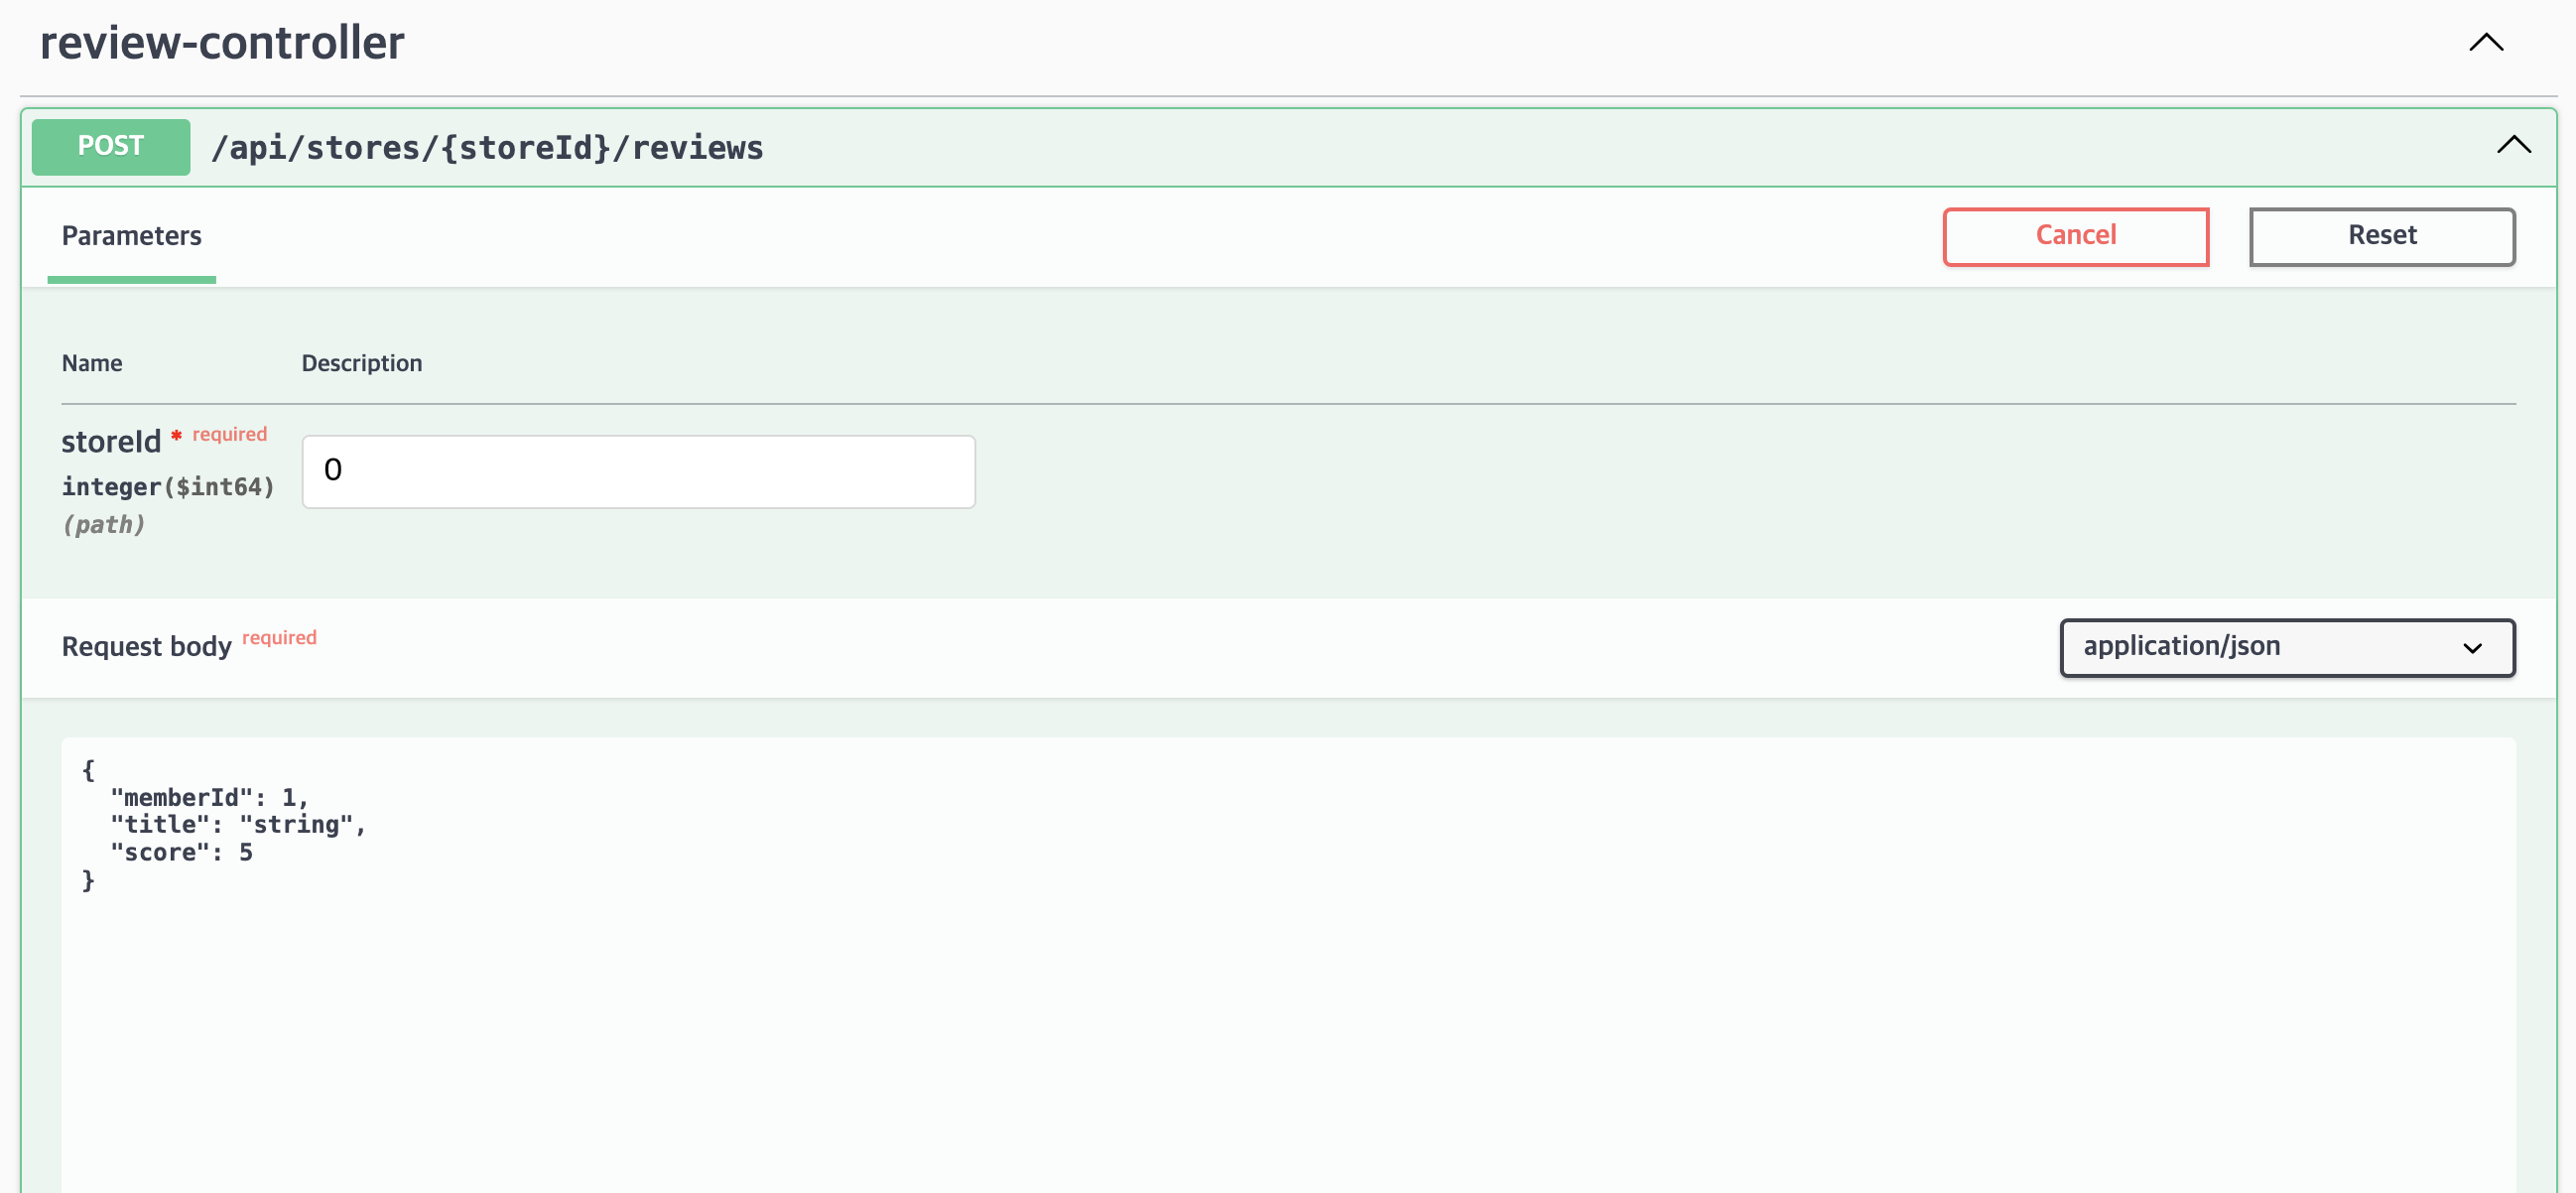 review-controller
POST /api/stores/{storeId}/reviews
Parameters Cancel Reset
Name Description
storeId * required
0
integer($int64)
(path)
Request body required application/json
{
  "memberId": 1,
  "title": "string",
  "score": 5
}